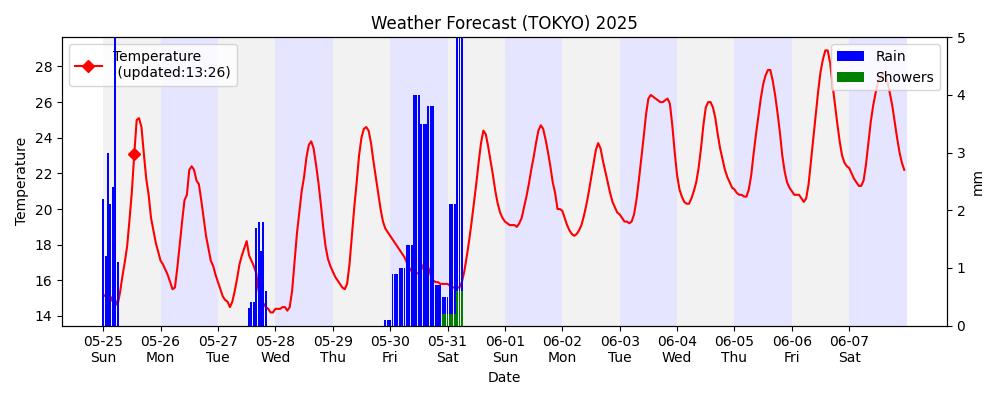 Weather Forecast (TOKYO) 2025
Temperature
(updated:13:26)
Rain
Showers
Temperature
28
26
24
22
20
18
16
14
5
4
3
2
1
0
mm
05-25 05-26 05-27 05-28 05-29 05-30 05-31 06-01 06-02 06-03 06-04 06-05 06-06 06-07
Sun Mon Tue Wed Thu Fri Sat Sun Mon Tue Wed Thu Fri Sat
Date